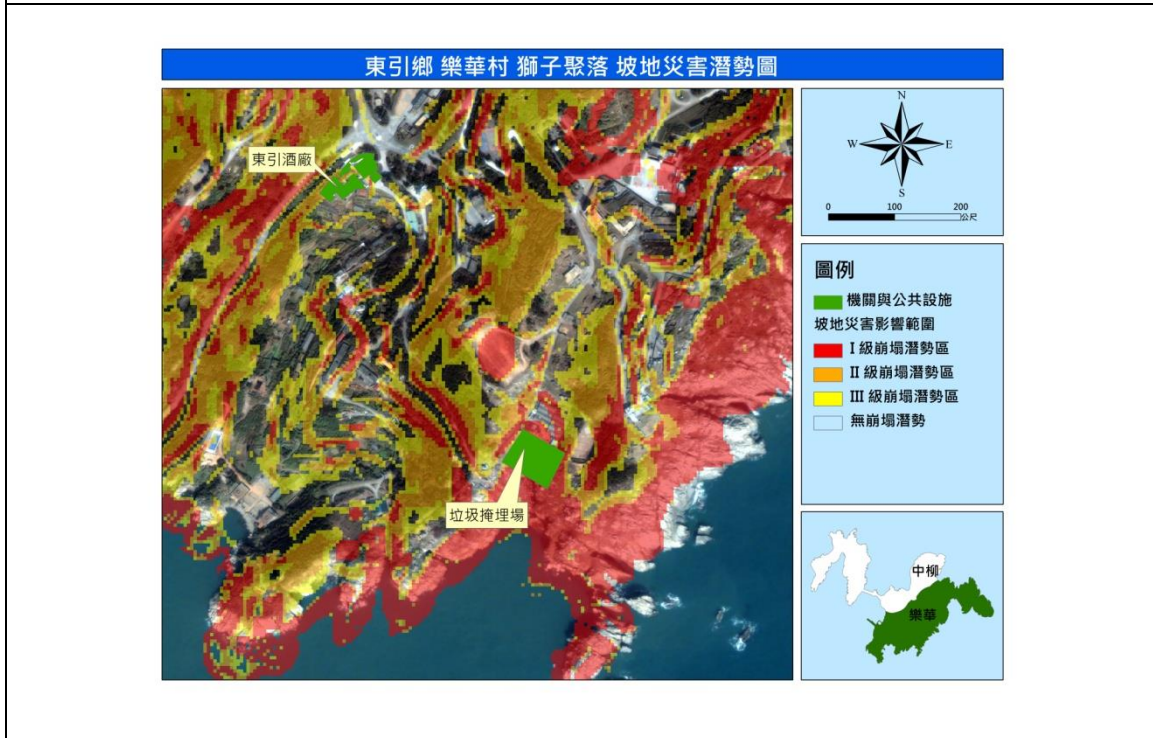 東引鄉 樂華村 獅子聚落 坡地災害潛勢圖
東引酒廠
垃圾掩埋場
N
W
E
S
0 100 200
公尺
圖例
機關與公共設施
坡地災害影響範圍
I 級崩塌潛勢區
II 級崩塌潛勢區
III 級崩塌潛勢區
無崩塌潛勢
中柳
樂華